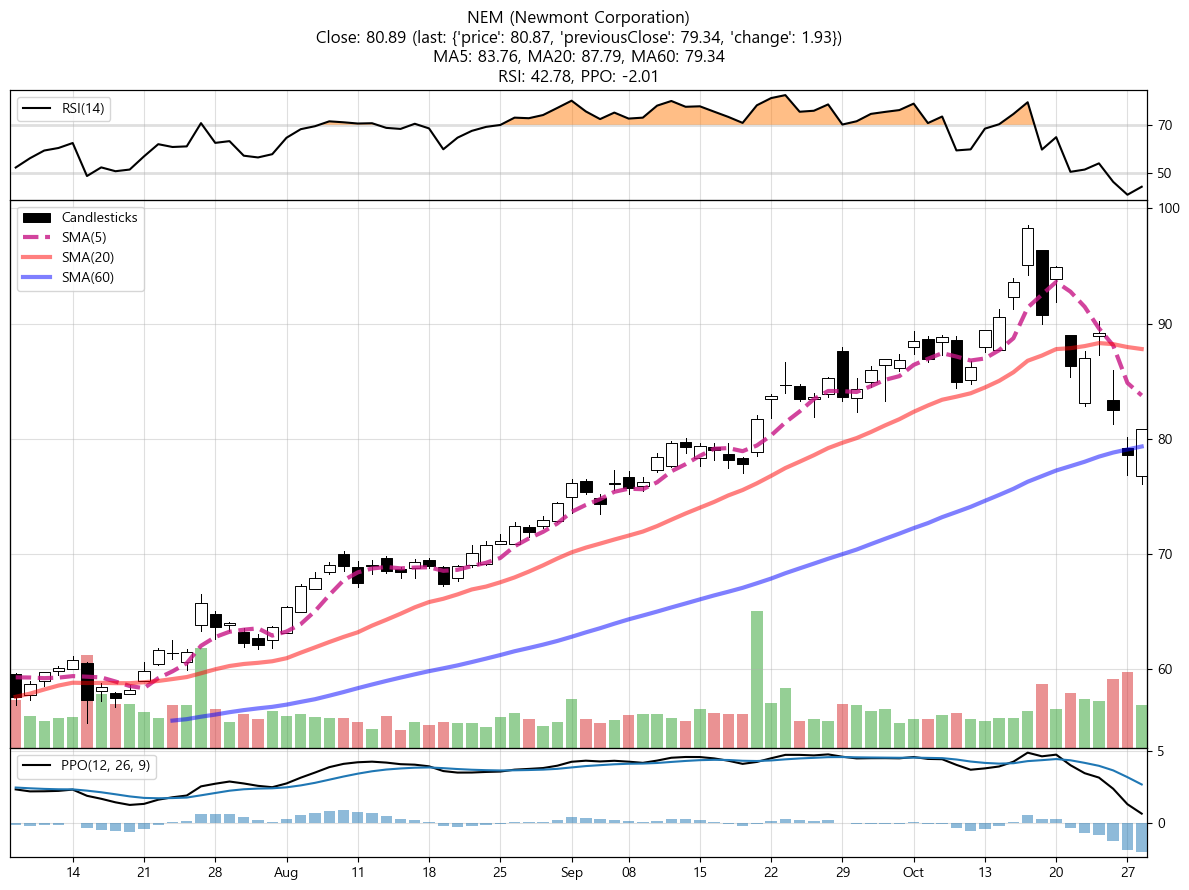 NEM (Newmont Corporation)
Close: 80.89 (last: {'price': 80.87, 'previousClose': 79.34, 'change': 1.93})
MA5: 83.76, MA20: 87.79, MA60: 79.34
RSI: 42.78, PPO: -2.01
RSI(14)
70
50
Candlesticks
SMA(5)
SMA(20)
SMA(60)
100
90
80
70
60
PPO(12, 26, 9)
5
0
14 21 28 Aug 11 18 25 Sep 08 15 22 29 Oct 13 20 27